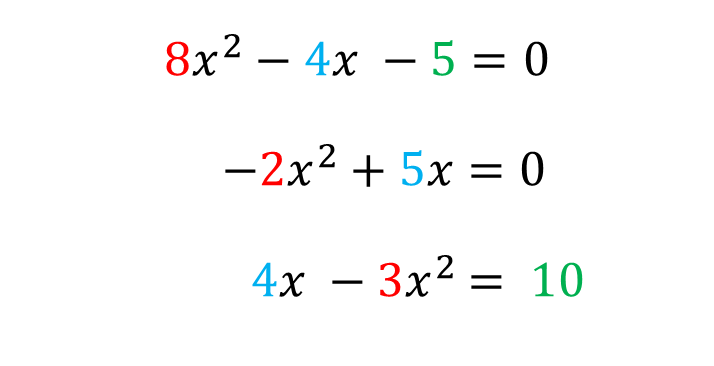 8x² − 4x − 5 = 0
−2x² + 5x = 0
4x − 3x² = 10